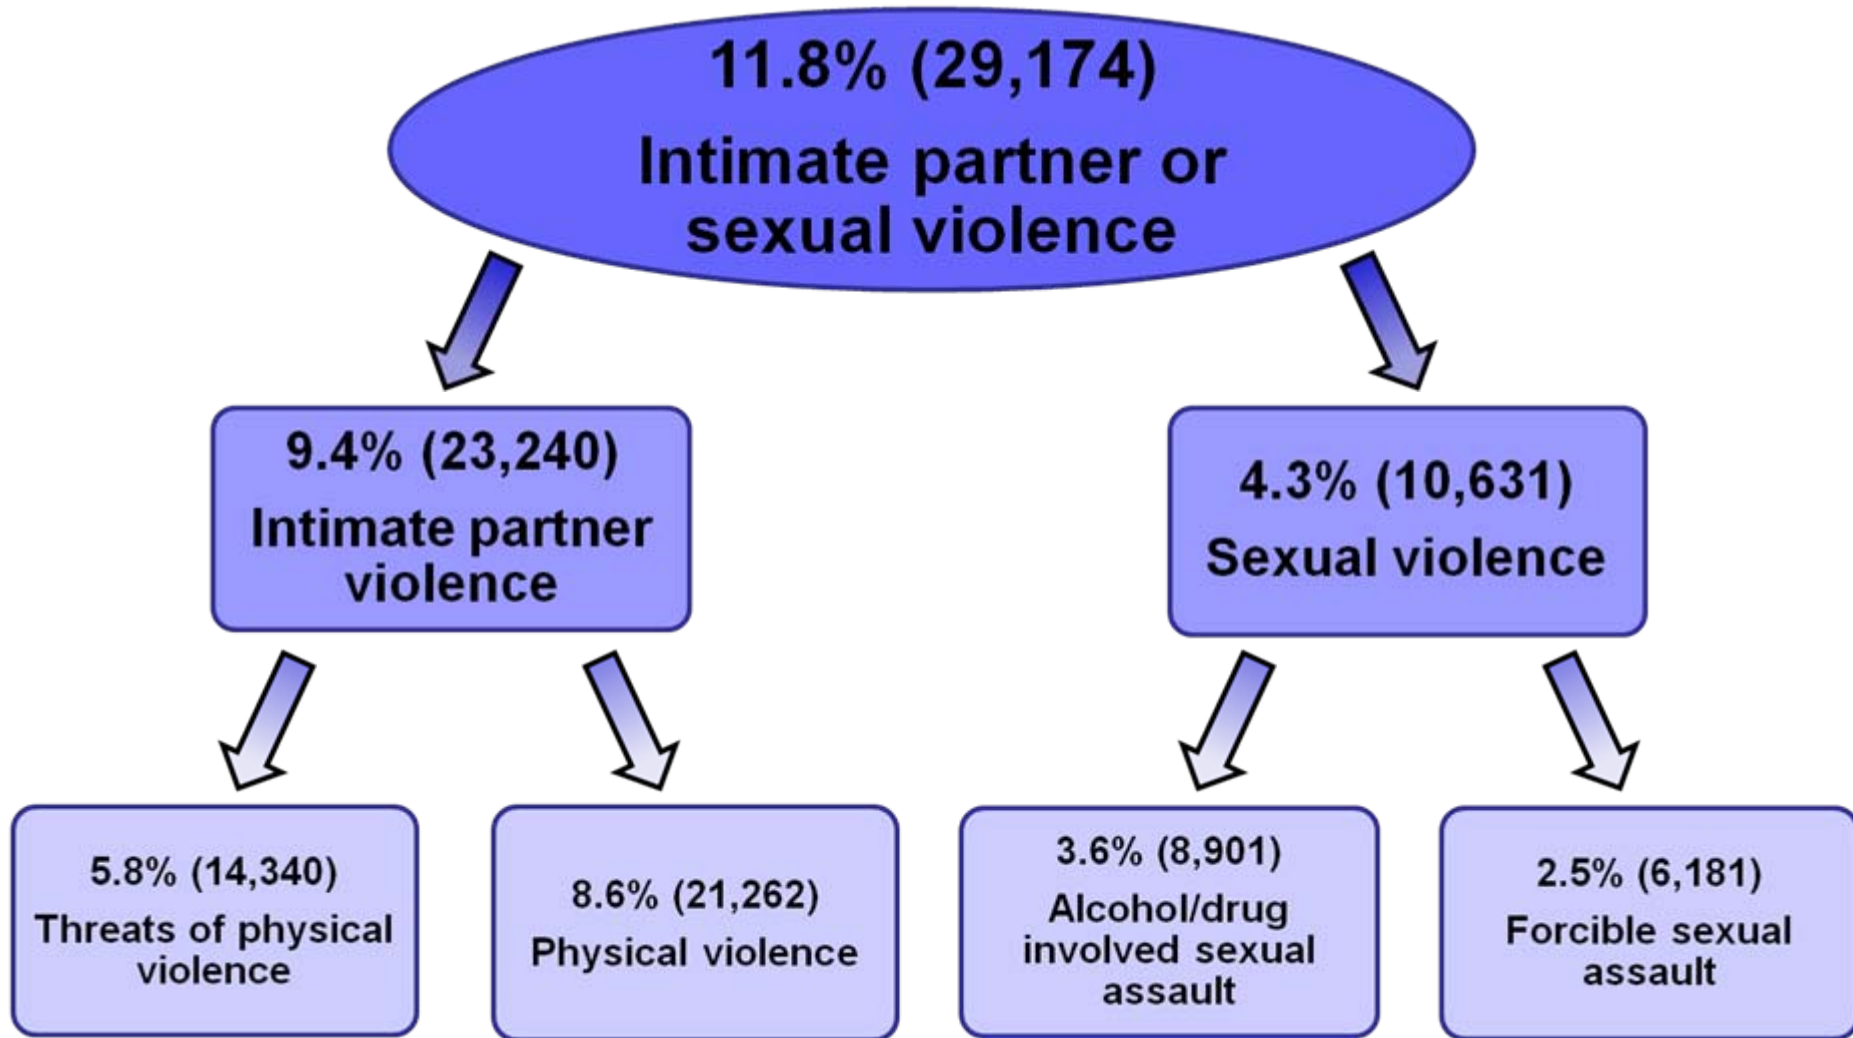 11.8% (29,174)
Intimate partner or
sexual violence
9.4% (23,240)
Intimate partner
violence
4.3% (10,631)
Sexual violence
5.8% (14,340)
Threats of physical
violence
8.6% (21,262)
Physical violence
3.6% (8,901)
Alcohol/drug
involved sexual
assault
2.5% (6,181)
Forcible sexual
assault